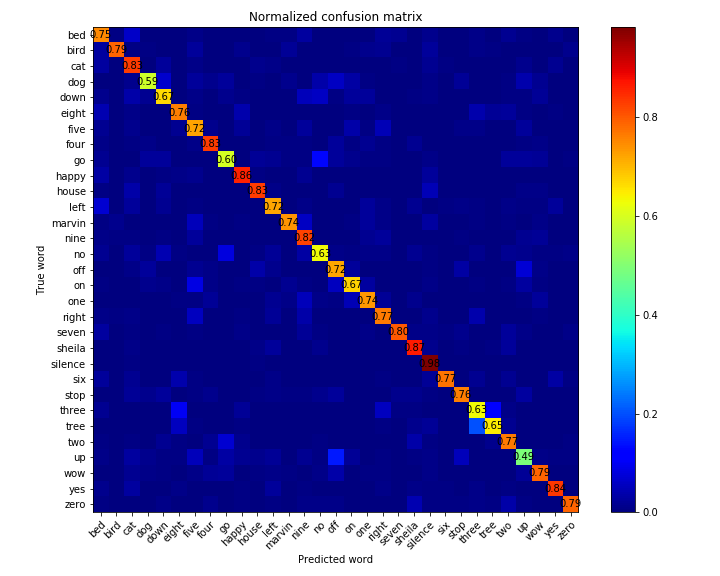 Normalized confusion matrix
True word
bed 0.75
bird 0.79
cat 0.83
dog 0.59
down 0.67
eight 0.76
five 0.72
four 0.83
go 0.60
happy 0.86
house 0.83
left 0.72
marvin 0.74
nine 0.82
no 0.63
off 0.72
on 0.67
one 0.74
right 0.77
seven 0.80
sheila 0.87
silence 0.98
six 0.77
stop 0.76
three 0.63
tree 0.65
two 0.77
up 0.49
wow 0.79
yes 0.84
zero 0.79
bed bird cat dog down eight five four go happy house left marvin nine no off on one right seven sheila silence six stop three tree two up wow yes zero
Predicted word
0.8
0.6
0.4
0.2
0.0